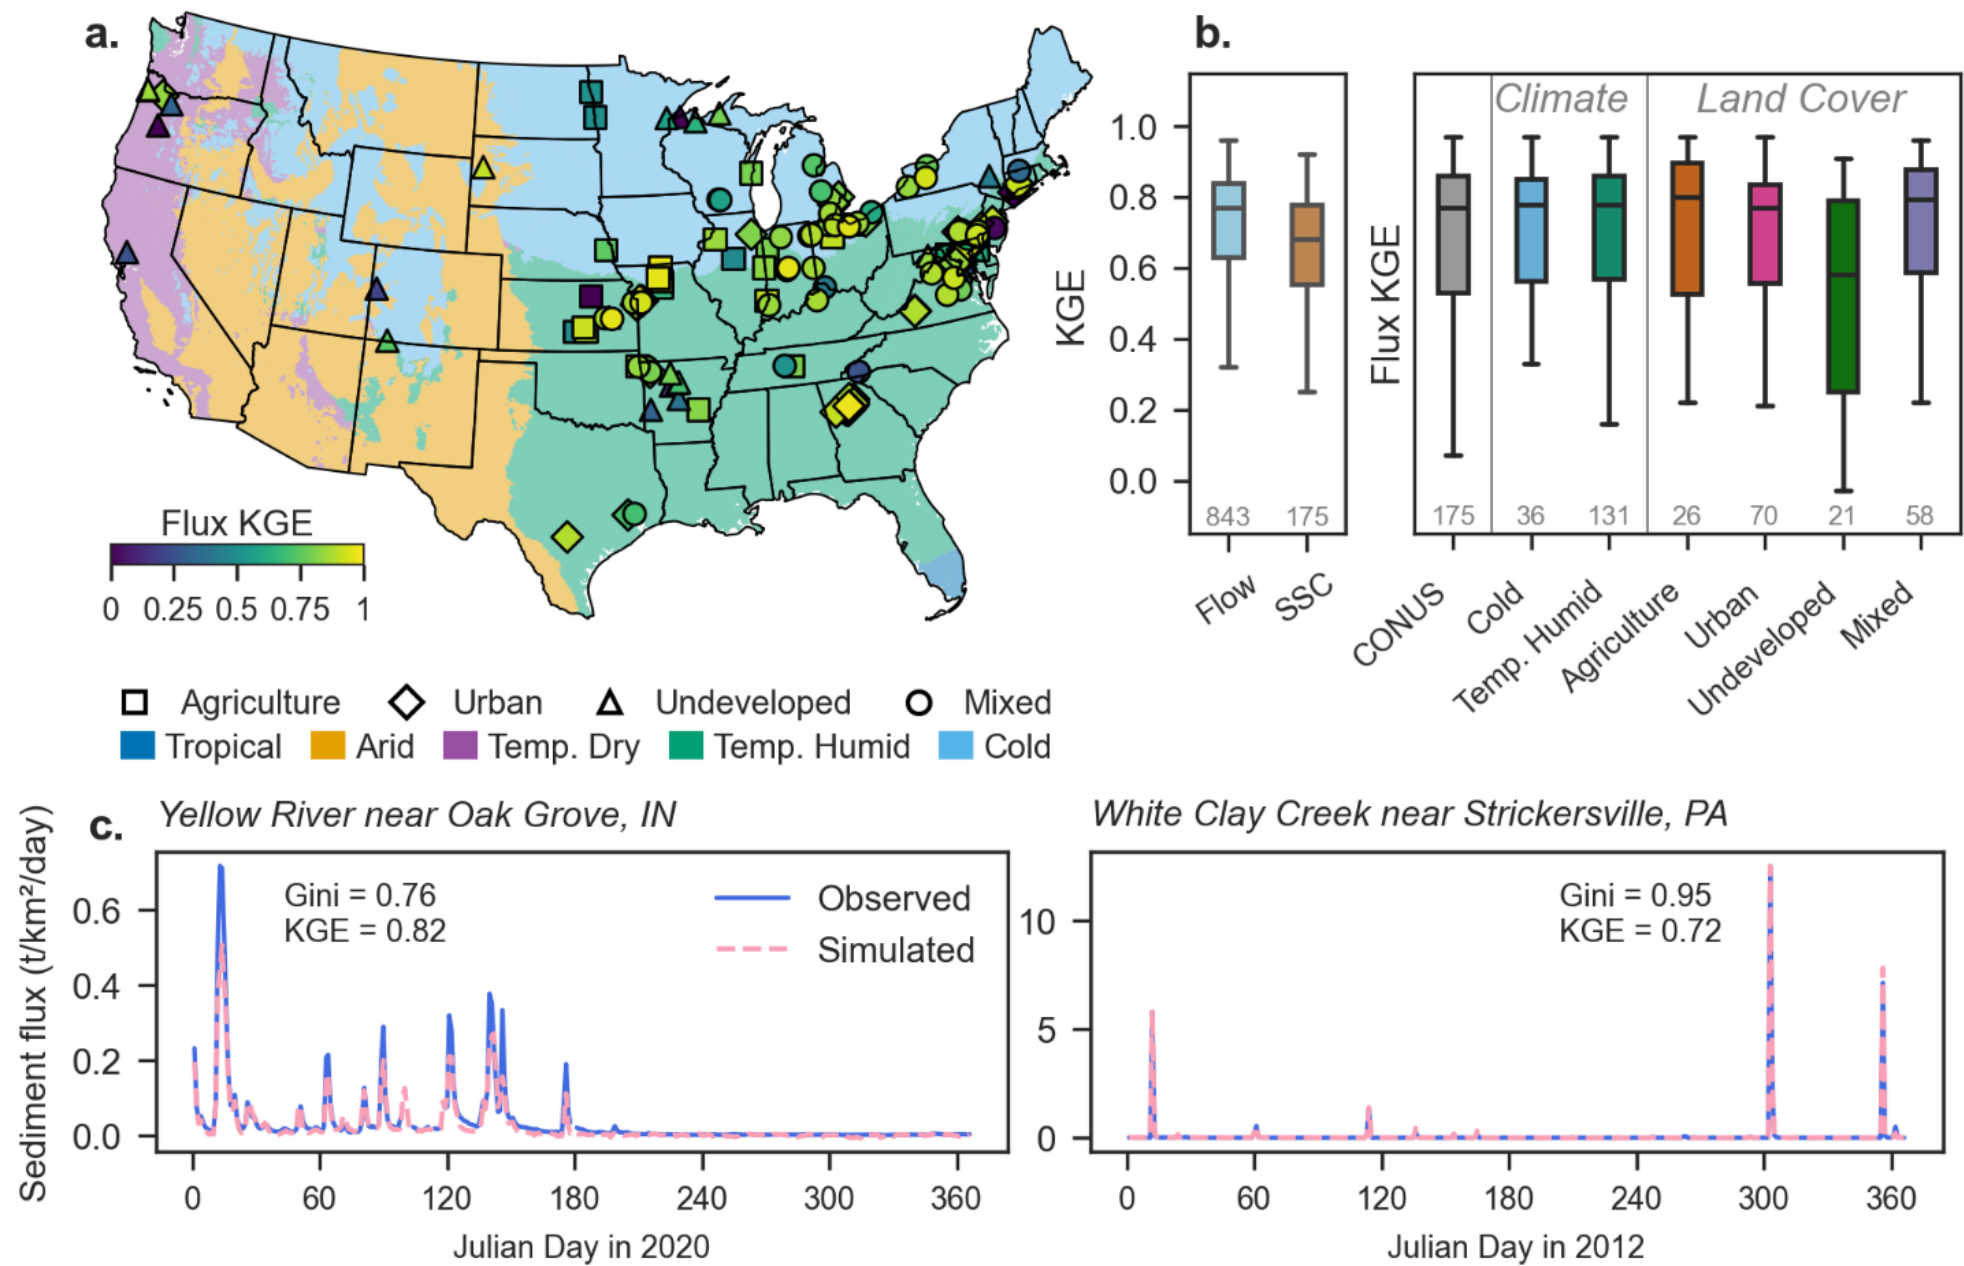 a.
Flux KGE
0 0.25 0.5 0.75 1
Agriculture Urban Undeveloped Mixed
Tropical Arid Temp. Dry Temp. Humid Cold
b.
Climate Land Cover
KGE
1.0
0.8
0.6
0.4
0.2
0.0
Flux KGE
843 175 175 36 131 26 70 21 58
Flow SSC CONUS Cold Temp. Humid Agriculture Urban Undeveloped Mixed
c.
Yellow River near Oak Grove, IN
Sediment flux (t/km²/day)
0.6
0.4
0.2
0.0
Gini = 0.76
KGE = 0.82
Observed
Simulated
0 60 120 180 240 300 360
Julian Day in 2020
White Clay Creek near Strickersville, PA
10
5
0
Gini = 0.95
KGE = 0.72
0 60 120 180 240 300 360
Julian Day in 2012